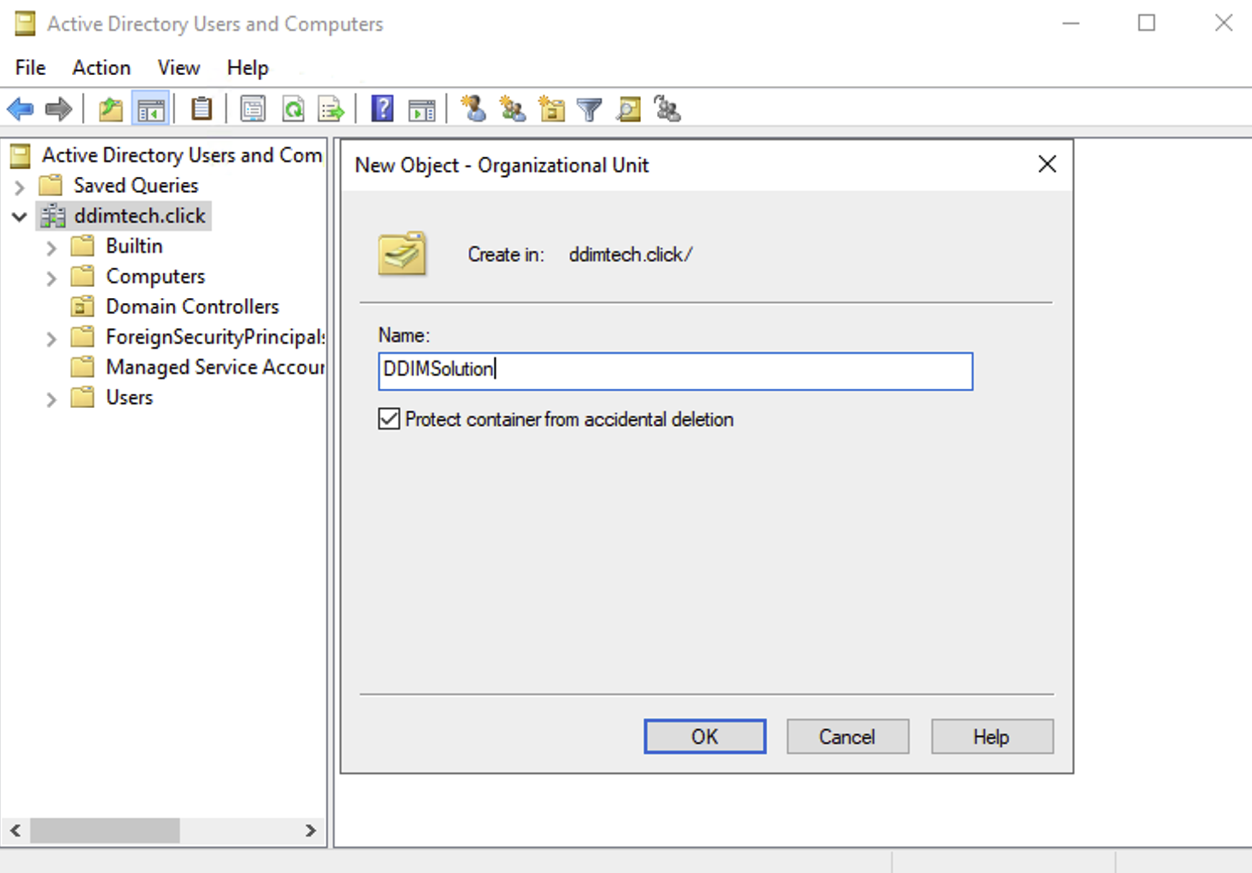 Active Directory Users and Computers
File Action View Help
Active Directory Users and Com
Saved Queries
ddimtech.click
Builtin
Computers
Domain Controllers
ForeignSecurityPrincipals
Managed Service Accour
Users
New Object - Organizational Unit
Create in: ddimtech.click/
Name:
DDIMSolution
Protect container from accidental deletion
OK Cancel Help